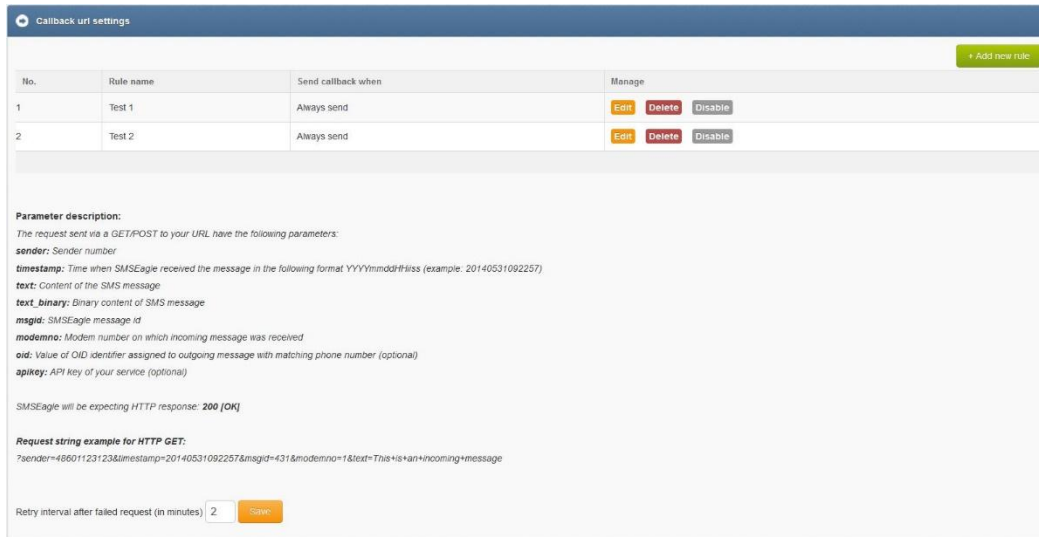 Callback url settings
+ Add new rule
No. Rule name Send callback when Manage
1 Test 1 Always send Edit Delete Disable
2 Test 2 Always send Edit Delete Disable
Parameter description:
The request sent via a GET/POST to your URL have the following parameters:
sender: Sender number
timestamp: Time when SMSEagle received the message in the following format YYYYmmddHHiiss (example: 20140531092257)
text: Content of the SMS message
text_binary: Binary content of SMS message
msgid: SMSEagle message id
modemno: Modem number on which incoming message was received
oid: Value of OID identifier assigned to outgoing message with matching phone number (optional)
apikey: API key of your service (optional)
SMSEagle will be expecting HTTP response: 200 [OK]
Request string example for HTTP GET:
?sender=48601123123&timestamp=20140531092257&msgid=431&modemno=1&text=This+is+an+incoming+message
Retry interval after failed request (in minutes) 2 Save